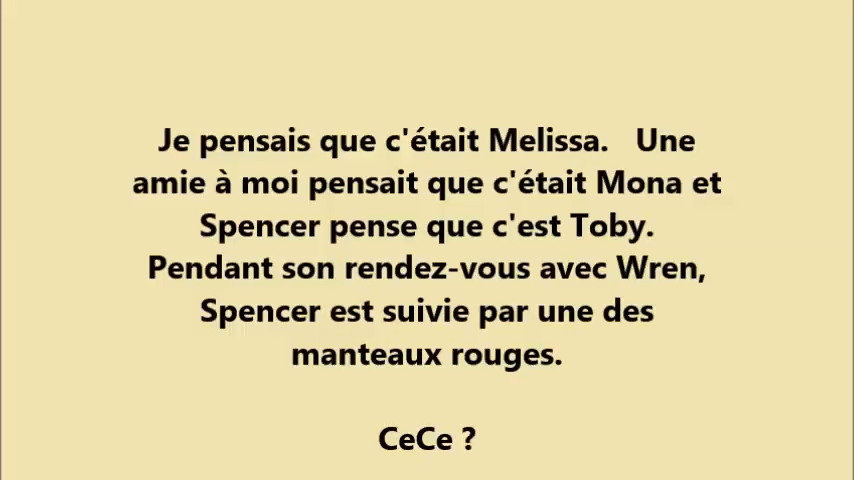 Je pensais que c'était Melissa.   Une
amie à moi pensait que c'était Mona et
Spencer pense que c'est Toby.
Pendant son rendez-vous avec Wren,
Spencer est suivie par une des
manteaux rouges.
CeCe ?